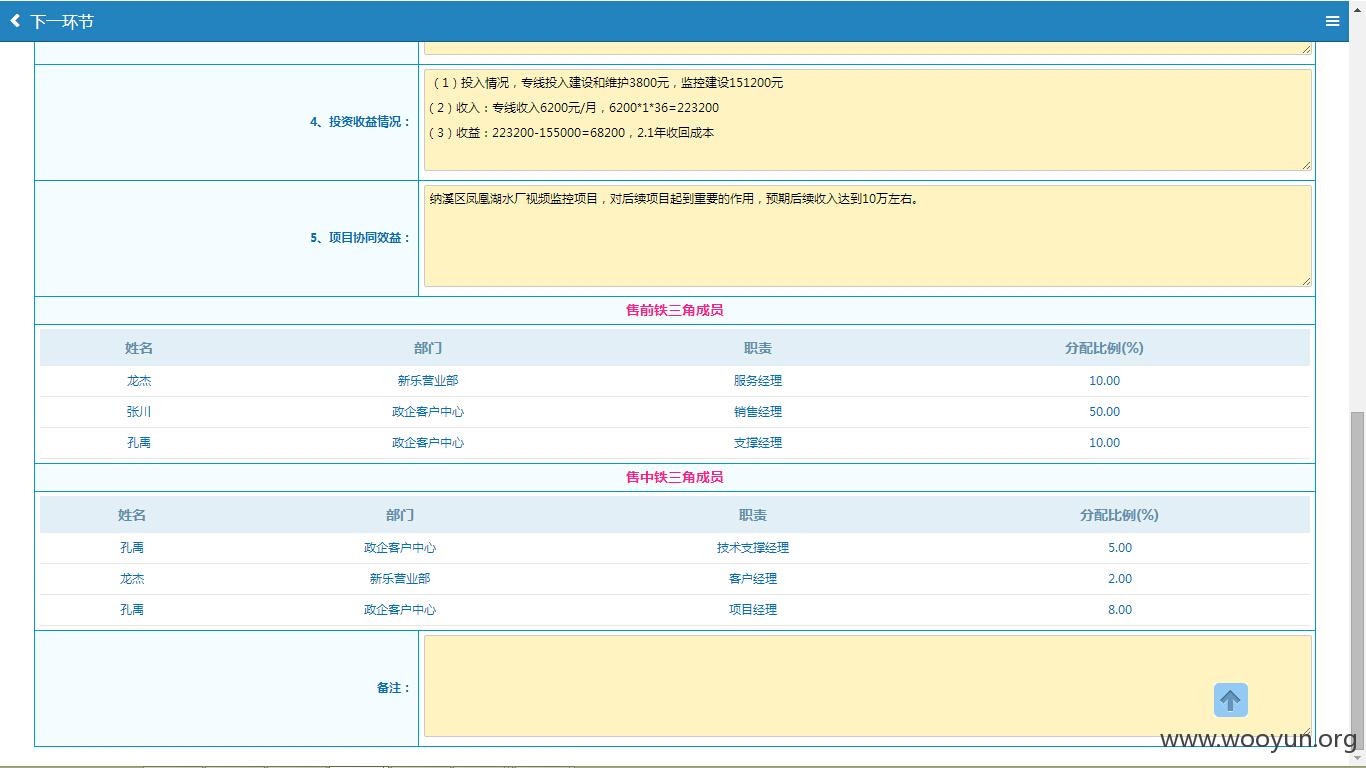 下一环节
4、投资收益情况：
（1）投入情况，专线投入建设和维护3800元，监控建设151200元
（2）收入：专线收入6200元/月，6200*1*36=223200
（3）收益：223200-155000=68200，2.1年收回成本
5、项目协同效益：
纳溪区凤凰湖水厂视频监控项目，对后续项目起到重要的作用，预期后续收入达到10万左右。
售前铁三角成员
姓名 部门 职责 分配比例(%)
龙杰 新乐营业部 服务经理 10.00
张川 政企客户中心 销售经理 50.00
孔禹 政企客户中心 支撑经理 10.00
售中铁三角成员
姓名 部门 职责 分配比例(%)
孔禹 政企客户中心 技术支撑经理 5.00
龙杰 新乐营业部 客户经理 2.00
孔禹 政企客户中心 项目经理 8.00
备注：
www.wooyun.org